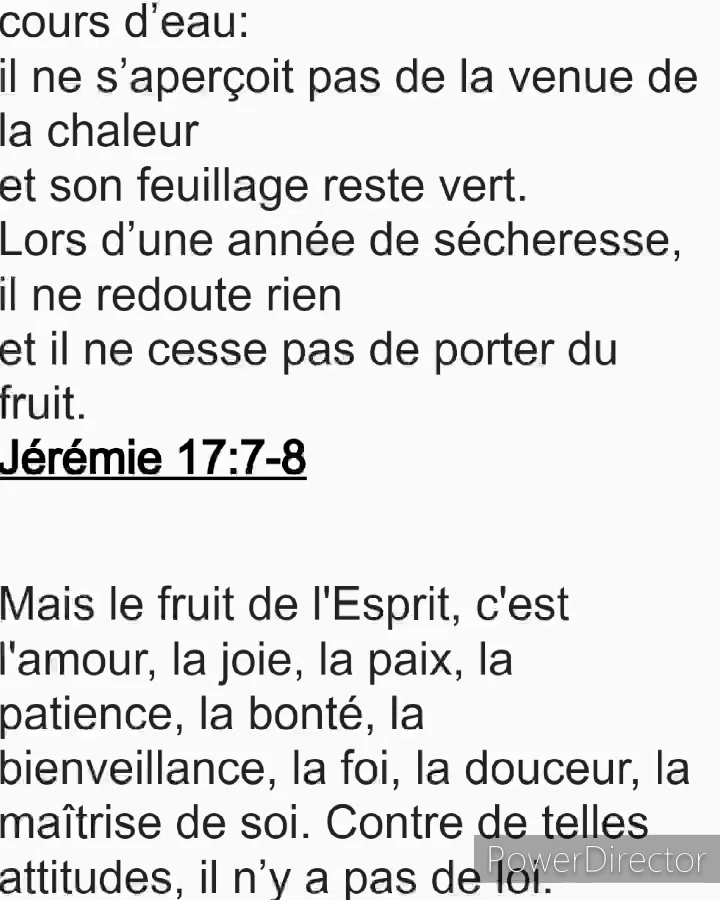 cours d’eau:
il ne s’aperçoit pas de la venue de
la chaleur
et son feuillage reste vert.
Lors d’une année de sécheresse,
il ne redoute rien
et il ne cesse pas de porter du
fruit.
Jérémie 17:7-8
Mais le fruit de l'Esprit, c'est
l'amour, la joie, la paix, la
patience, la bonté, la
bienveillance, la foi, la douceur, la
maîtrise de soi. Contre de telles
attitudes, il n’y a pas de loi.
PowerDirector